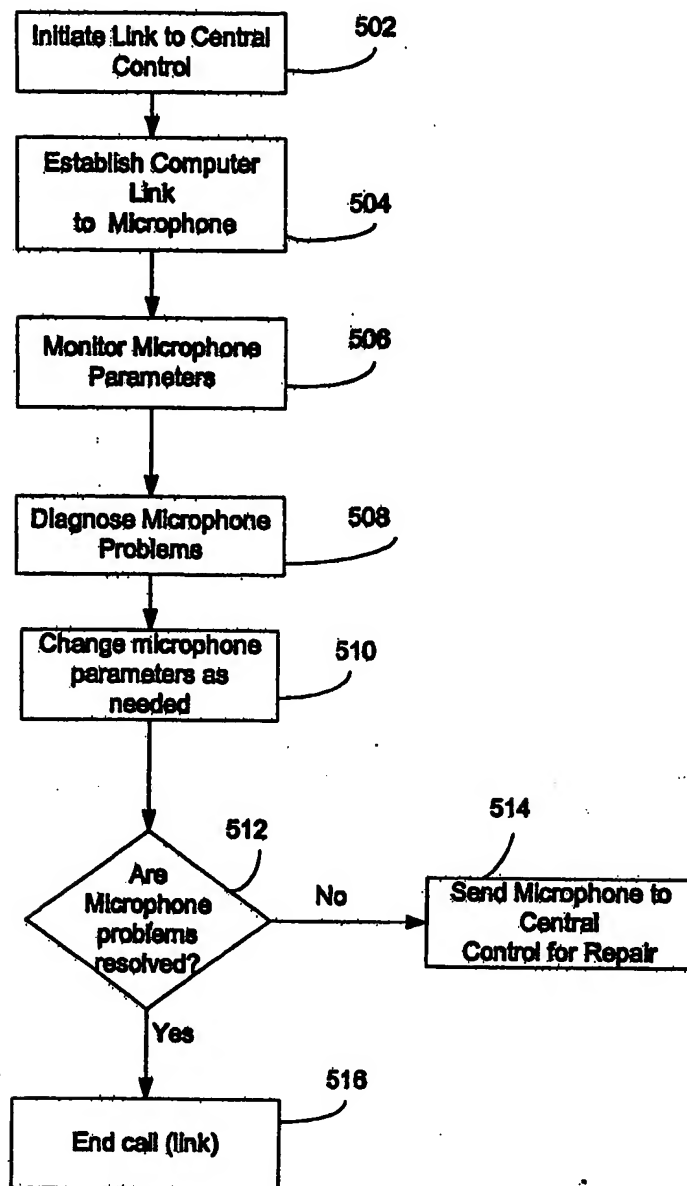 Initiate Link to Central
Control
502
Establish Computer
Link
to Microphone
504
Monitor Microphone
Parameters
506
Diagnose Microphone
Problems
508
Change microphone
parameters as
needed
510
512
Are
Microphone
problems
resolved?
No
514
Send Microphone to
Central
Control for Repair
Yes
516
End call (link)